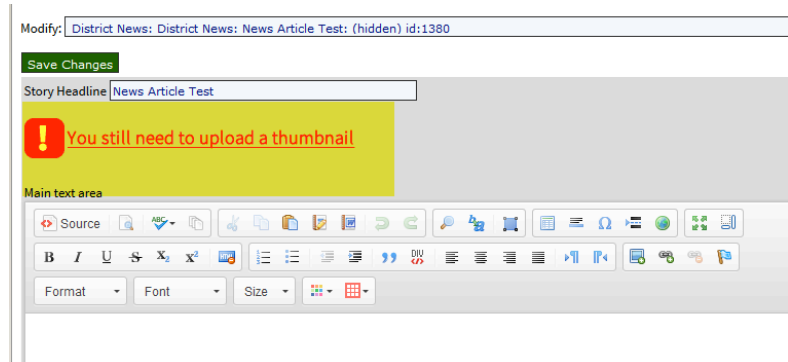 Modify: District News: District News: News Article Test: (hidden) id:1380
Save Changes
Story Headline News Article Test
! You still need to upload a thumbnail
Main text area
Source ABC
B I U S X₂ X² 
Format Font Size